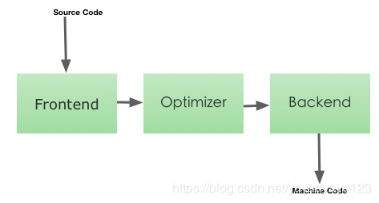 Source Code
Frontend
Optimizer
Backend
Machine Code